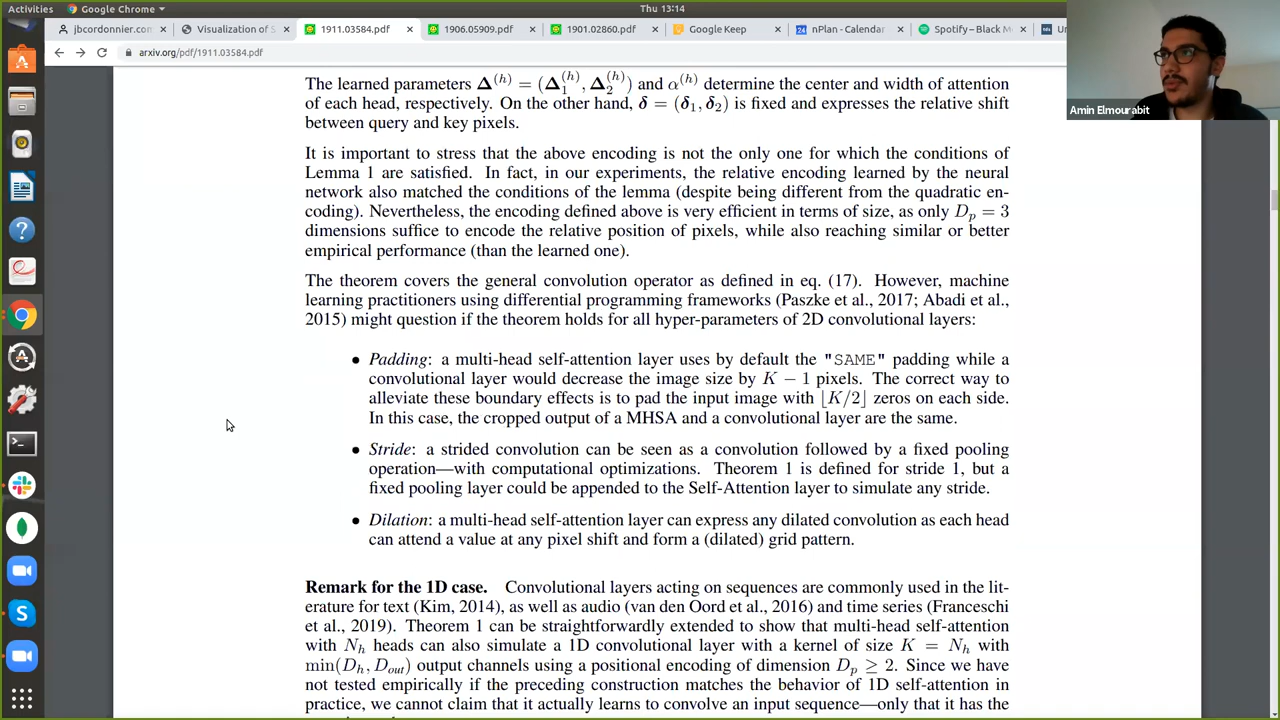 Activities
Google Chrome
Thu 13:14
jbcordonnier.com
Visualization of S
1911.03584.pdf
1906.05909.pdf
1901.02860.pdf
Google Keep
nPlan - Calendar
Spotify – Black M
arxiv.org/pdf/1911.03584.pdf
Amin Elmourabit
The learned parameters Δ^(h) = (Δ₁^(h), Δ₂^(h)) and α^(h) determine the center and width of attention
of each head, respectively. On the other hand, δ = (δ₁, δ₂) is fixed and expresses the relative shift
between query and key pixels.
It is important to stress that the above encoding is not the only one for which the conditions of
Lemma 1 are satisfied. In fact, in our experiments, the relative encoding learned by the neural
network also matched the conditions of the lemma (despite being different from the quadratic en-
coding). Nevertheless, the encoding defined above is very efficient in terms of size, as only Dₚ = 3
dimensions suffice to encode the relative position of pixels, while also reaching similar or better
empirical performance (than the learned one).
The theorem covers the general convolution operator as defined in eq. (17). However, machine
learning practitioners using differential programming frameworks (Paszke et al., 2017; Abadi et al.,
2015) might question if the theorem holds for all hyper-parameters of 2D convolutional layers:
• Padding: a multi-head self-attention layer uses by default the "SAME" padding while a
convolutional layer would decrease the image size by K − 1 pixels. The correct way to
alleviate these boundary effects is to pad the input image with ⌊K/2⌋ zeros on each side.
In this case, the cropped output of a MHSA and a convolutional layer are the same.
• Stride: a strided convolution can be seen as a convolution followed by a fixed pooling
operation—with computational optimizations. Theorem 1 is defined for stride 1, but a
fixed pooling layer could be appended to the Self-Attention layer to simulate any stride.
• Dilation: a multi-head self-attention layer can express any dilated convolution as each head
can attend a value at any pixel shift and form a (dilated) grid pattern.
Remark for the 1D case. Convolutional layers acting on sequences are commonly used in the lit-
erature for text (Kim, 2014), as well as audio (van den Oord et al., 2016) and time series (Franceschi
et al., 2019). Theorem 1 can be straightforwardly extended to show that multi-head self-attention
with Nₕ heads can also simulate a 1D convolutional layer with a kernel of size K = Nₕ with
min(Dₕ, Dₒᵤₜ) output channels using a positional encoding of dimension Dₚ ≥ 2. Since we have
not tested empirically if the preceding construction matches the behavior of 1D self-attention in
practice, we cannot claim that it actually learns to convolve an input sequence—only that it has the